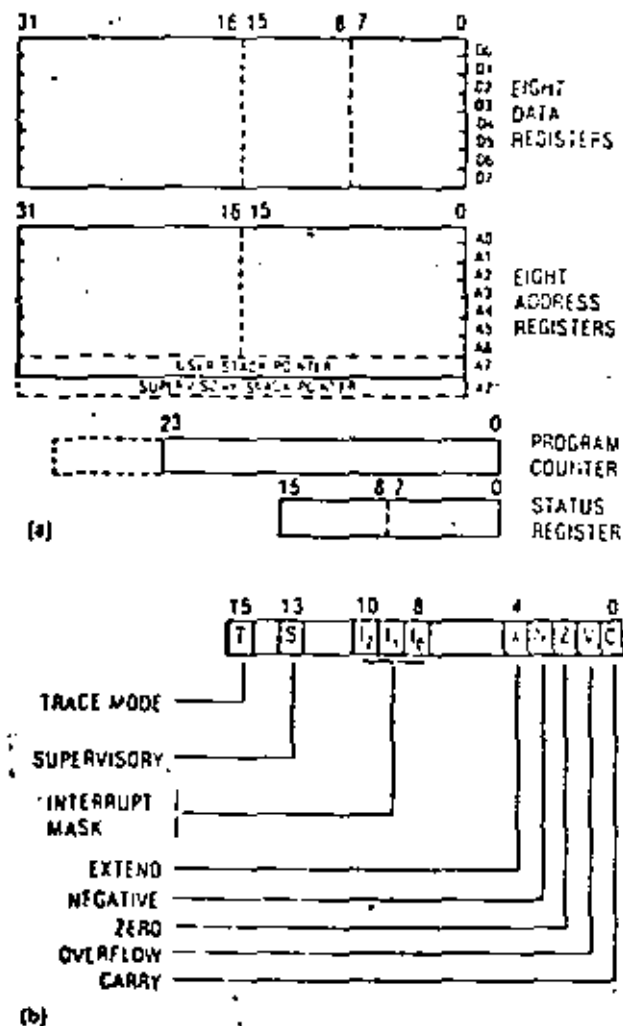 31 16 15 8 7 0
D0
D1
D2
D3
D4
D5
D6
D7
EIGHT
DATA
REGISTERS
31 16 15 0
A0
A1
A2
A3
A4
A5
A6
A7
EIGHT
ADDRESS
REGISTERS
USER STACK POINTER
SUPERVISORY STACK POINTER
A7'
23 0
PROGRAM
COUNTER
15 8 7 0
STATUS
REGISTER
(a)
15 13 10 8 4 0
T S I2 I1 I0 X N Z V C
TRACE MODE
SUPERVISORY
INTERRUPT
MASK
EXTEND
NEGATIVE
ZERO
OVERFLOW
CARRY
(b)